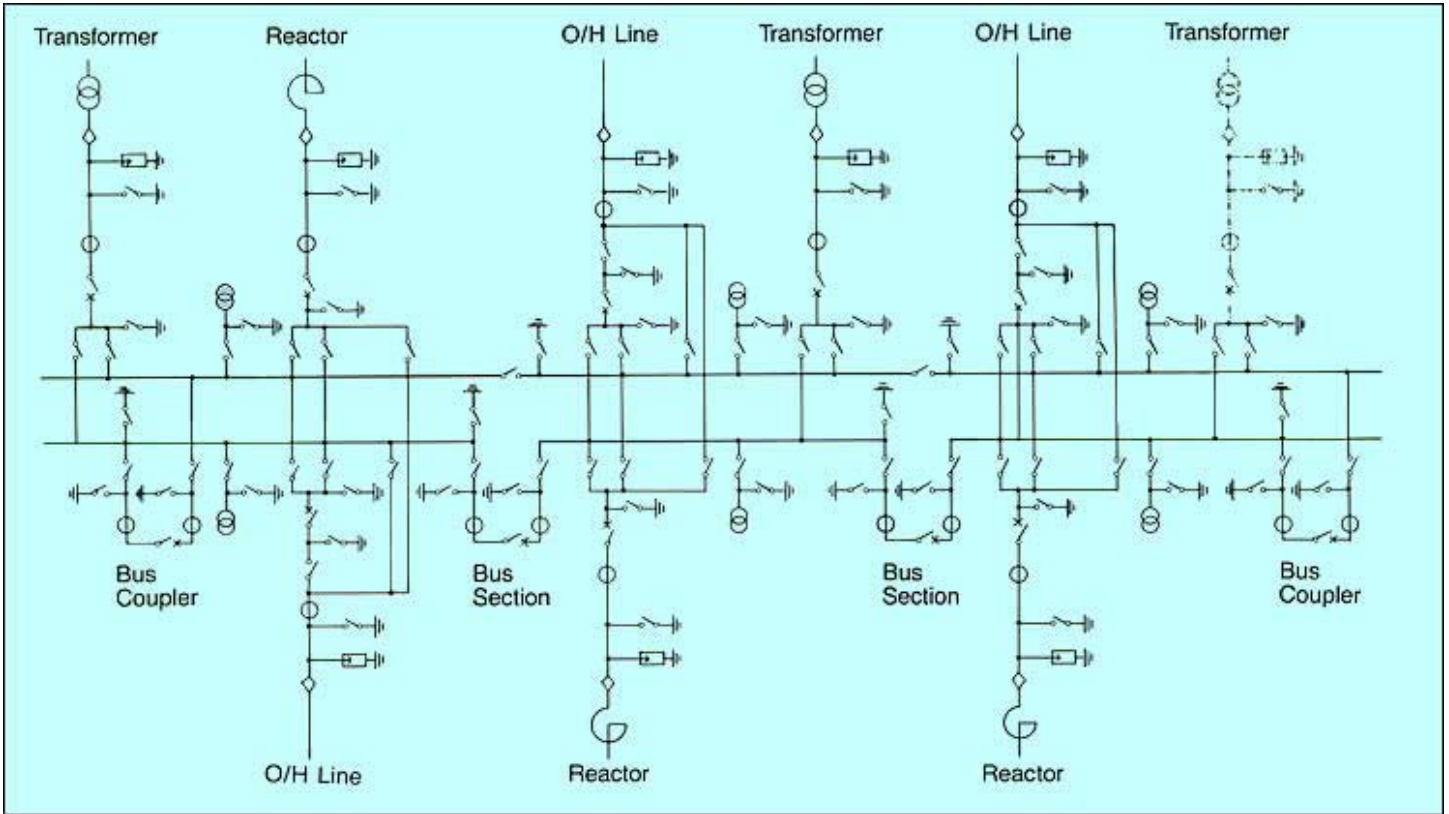 Transformer
Reactor
O/H Line
Transformer
O/H Line
Transformer
Bus
Coupler
Bus
Section
Bus
Section
Bus
Coupler
O/H Line
Reactor
Reactor